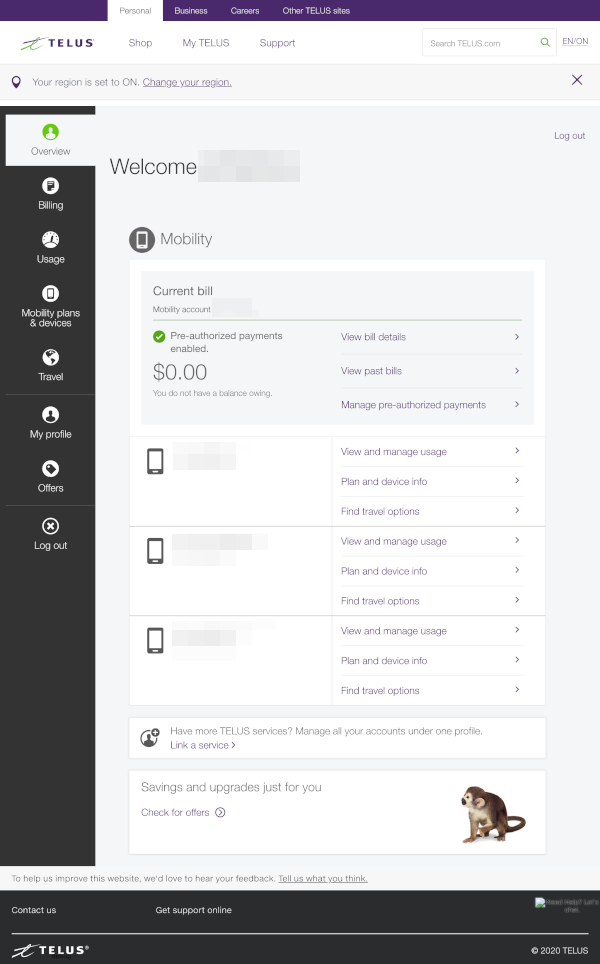 Personal
Business
Careers
Other TELUS sites
TELUS
Shop
My TELUS
Support
Search TELUS.com
EN/ON
Your region is set to ON. Change your region.
Log out
Overview
Welcome
Billing
Usage
Mobility plans
& devices
Travel
My profile
Offers
Log out
Mobility
Current bill
Mobility account
Pre-authorized payments
enabled.
$0.00
You do not have a balance owing.
View bill details
View past bills
Manage pre-authorized payments
View and manage usage
Plan and device info
Find travel options
View and manage usage
Plan and device info
Find travel options
View and manage usage
Plan and device info
Find travel options
Have more TELUS services? Manage all your accounts under one profile.
Link a service
Savings and upgrades just for you
Check for offers
To help us improve this website, we'd love to hear your feedback. Tell us what you think.
Contact us
Get support online
Need Help? Let's
chat.
TELUS®
© 2020 TELUS